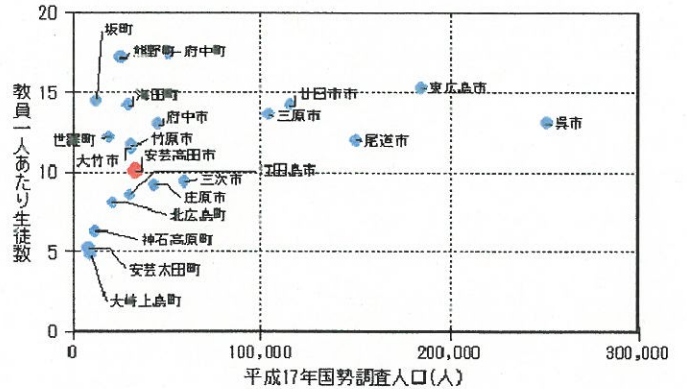 20
15
10
5
0
教員一人あたり生徒数
坂町
熊野町
府中町
海田町
府中市
世羅町
竹原市
大竹市
安芸高田市
江田島市
三次市
庄原市
北広島町
神石高原町
安芸太田町
大崎上島町
廿日市市
三原市
東広島市
尾道市
呉市
0
100,000
200,000
300,000
平成17年国勢調査人口(人)